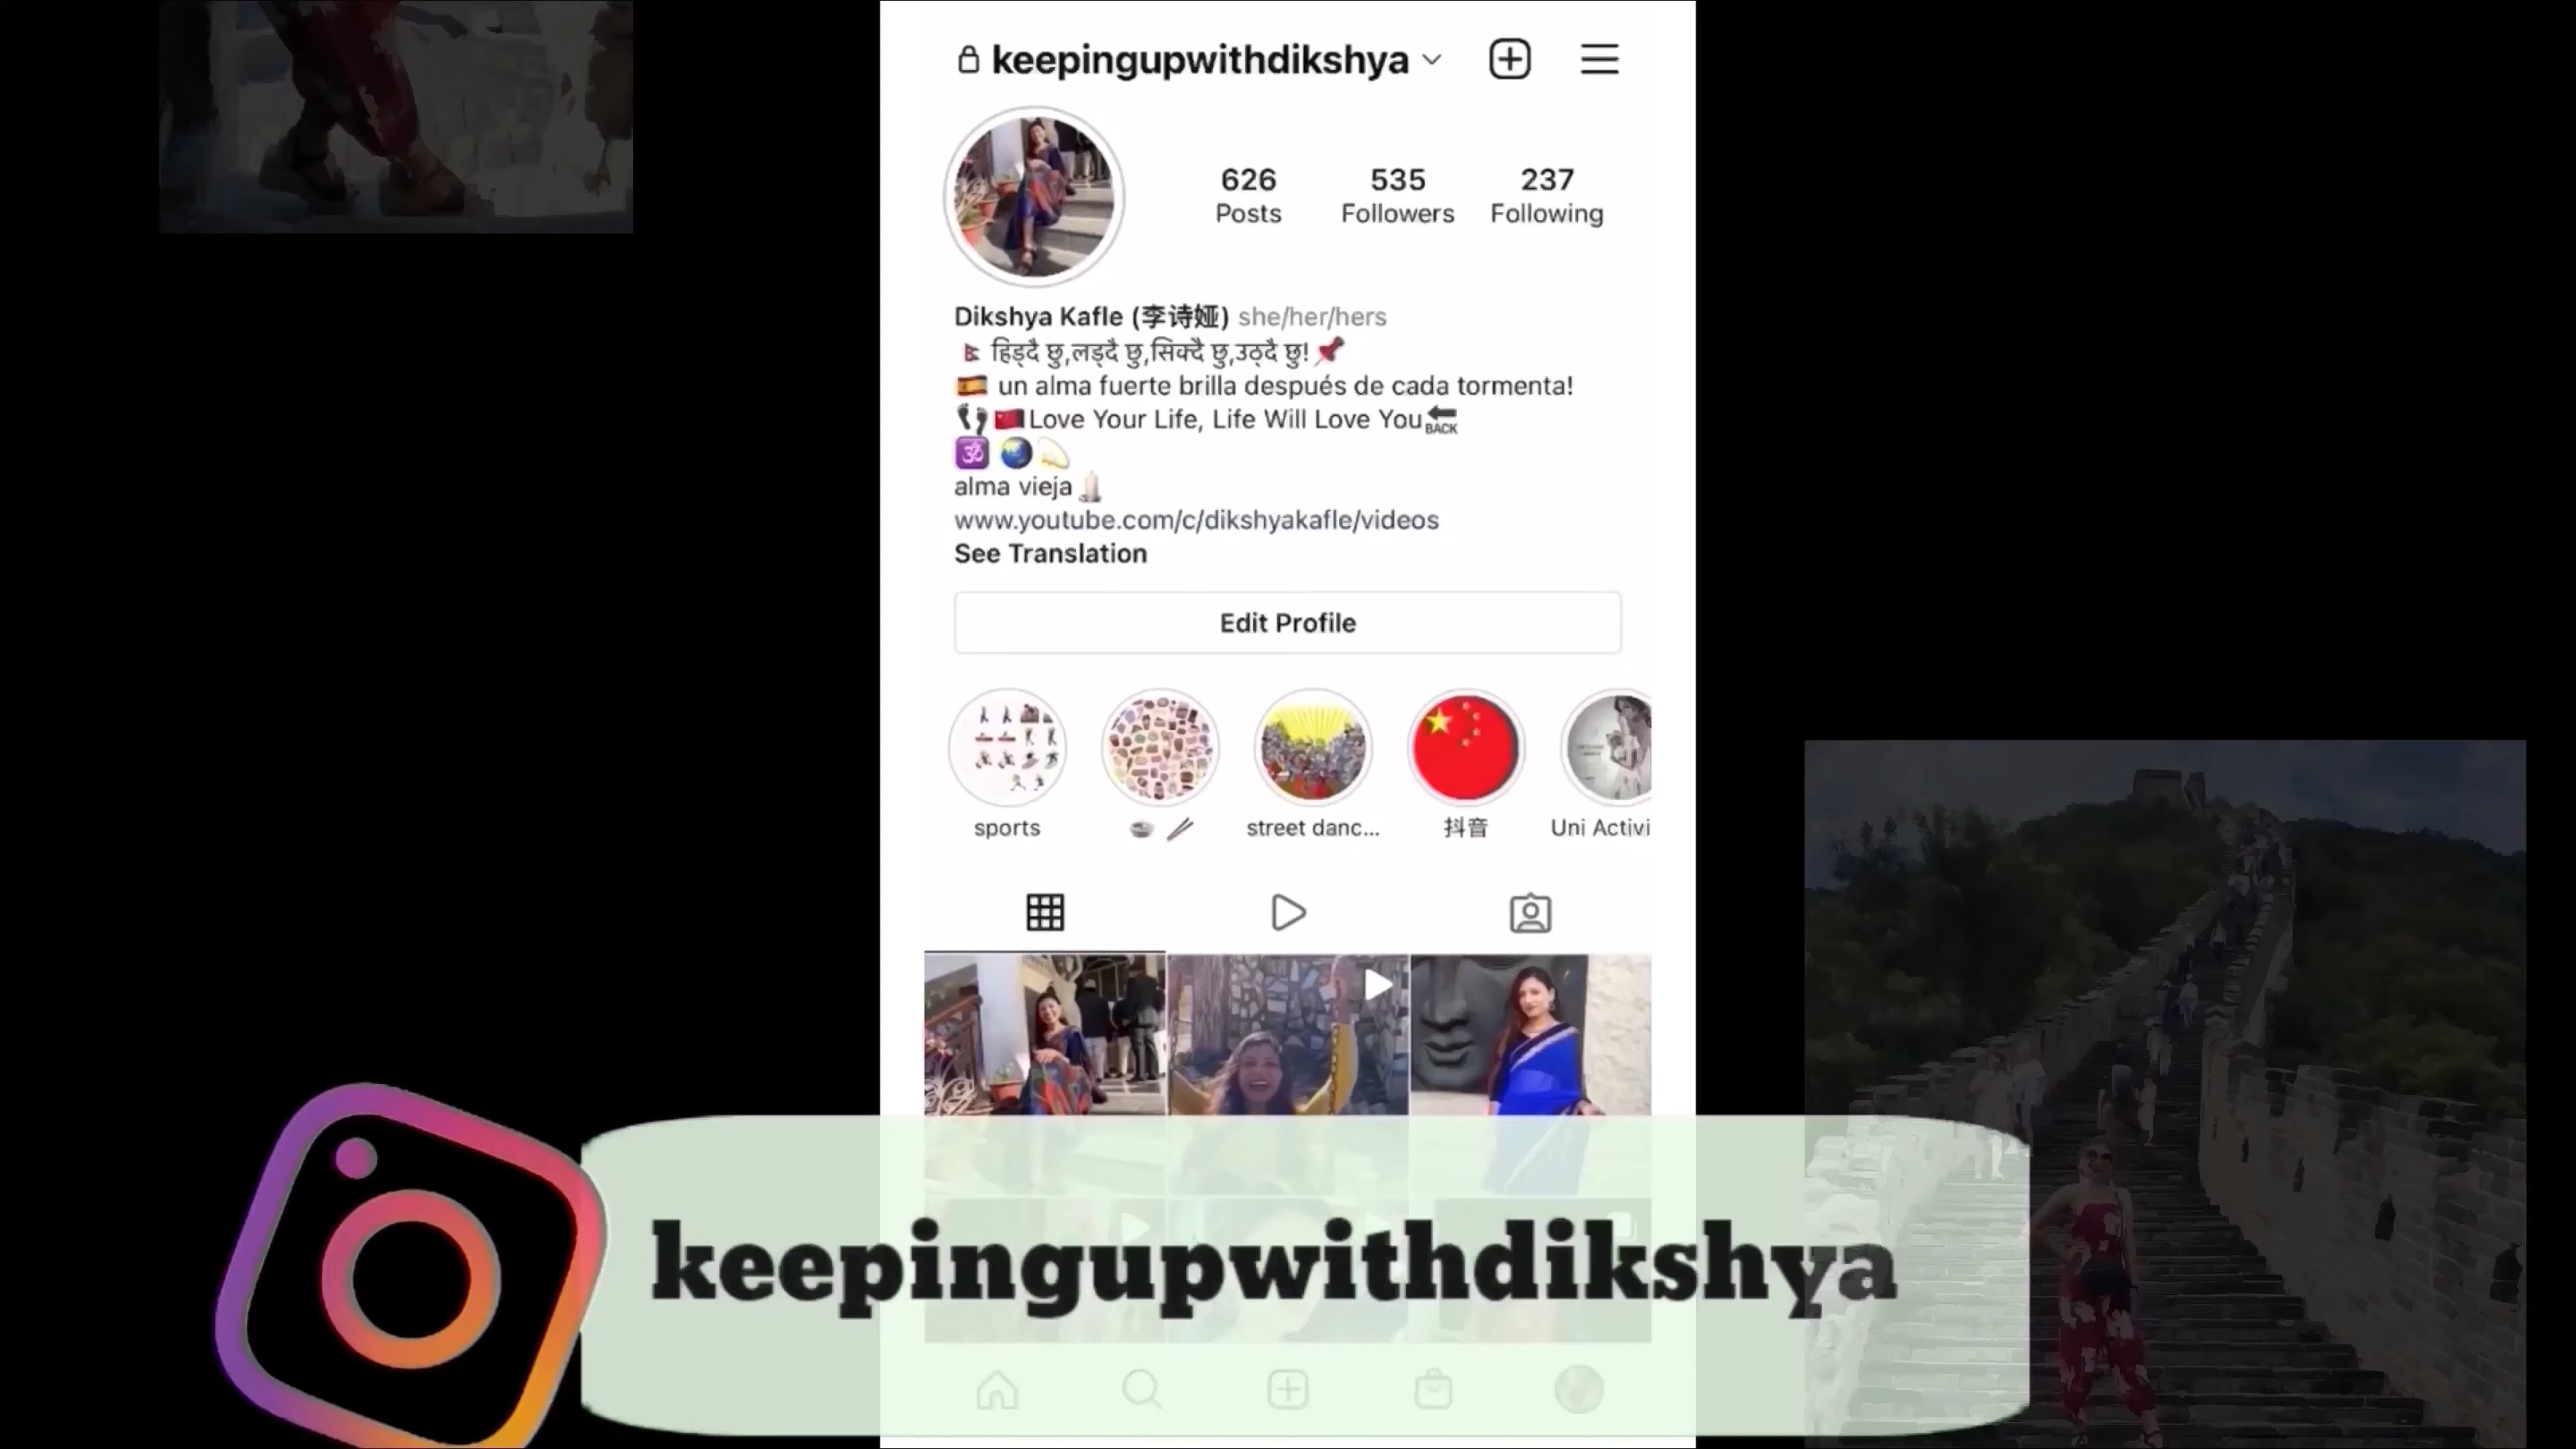 keepingupwithdikshya
626 535 237
Posts Followers Following
Dikshya Kafle (李诗娅) she/her/hers
हिड्दै छु,लड्दै छु,सिक्दै छु,उठ्दै छु!
un alma fuerte brilla después de cada tormenta!
Love Your Life, Life Will Love You BACK
alma vieja
www.youtube.com/c/dikshyakafle/videos
See Translation
Edit Profile
sports street danc... 抖音 Uni Activi
keepingupwithdikshya